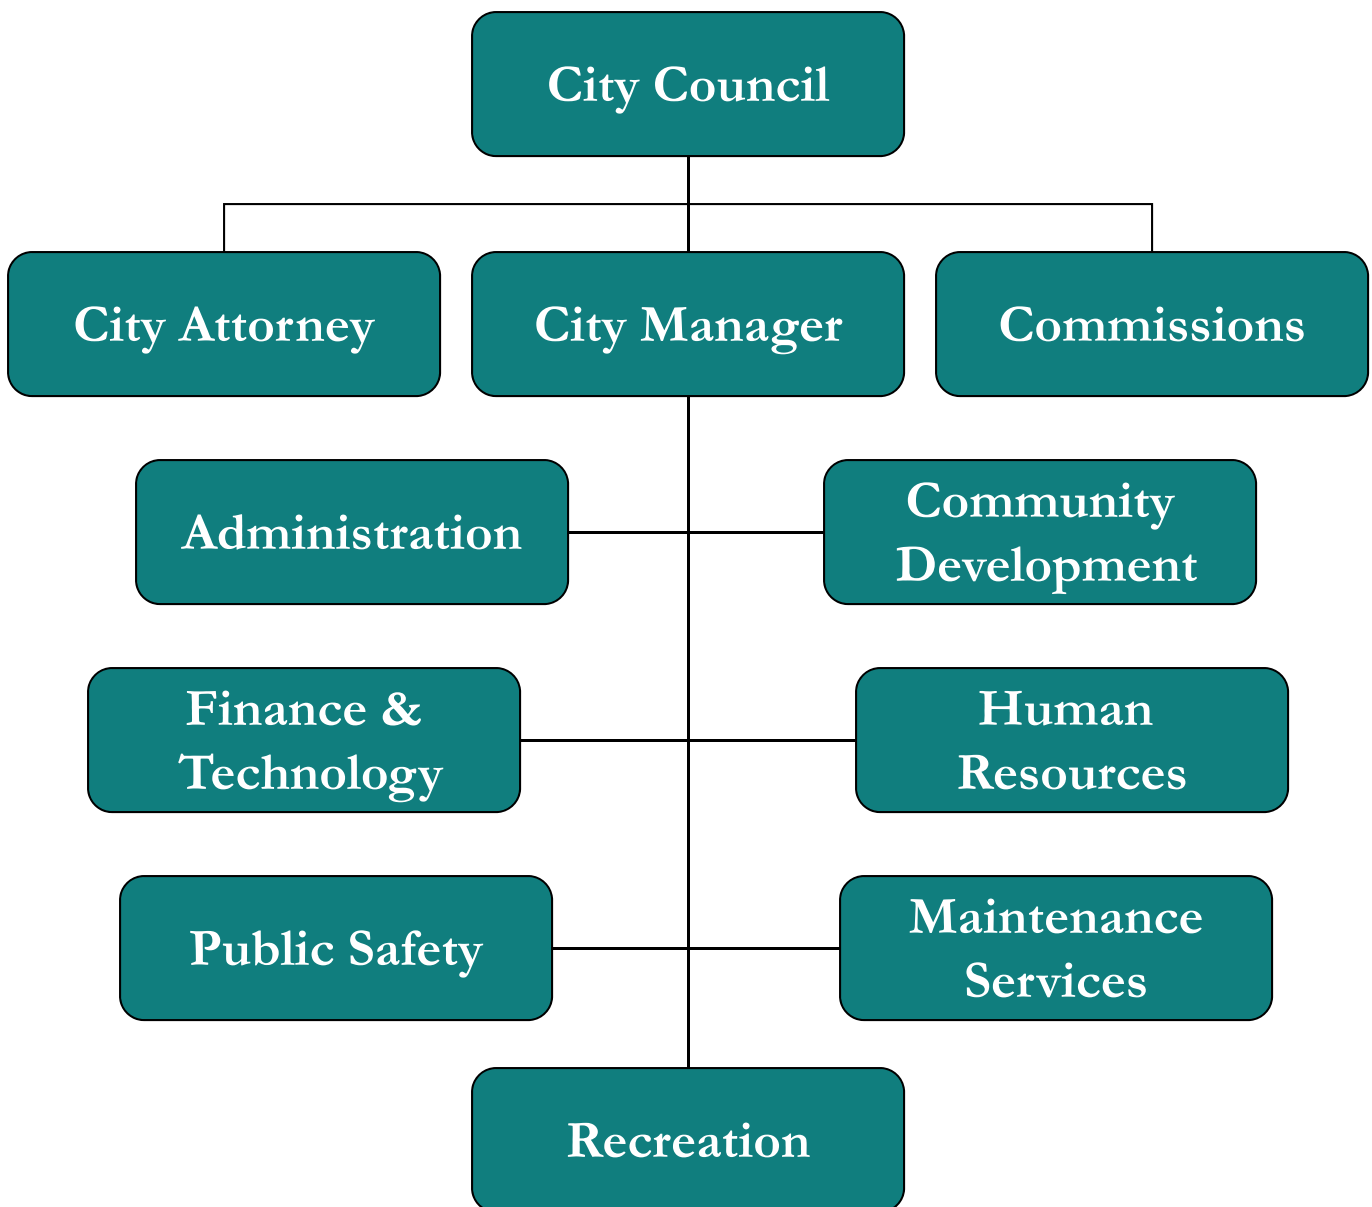 City Council
City Attorney
City Manager
Commissions
Administration
Community
Development
Finance &
Technology
Human
Resources
Public Safety
Maintenance
Services
Recreation